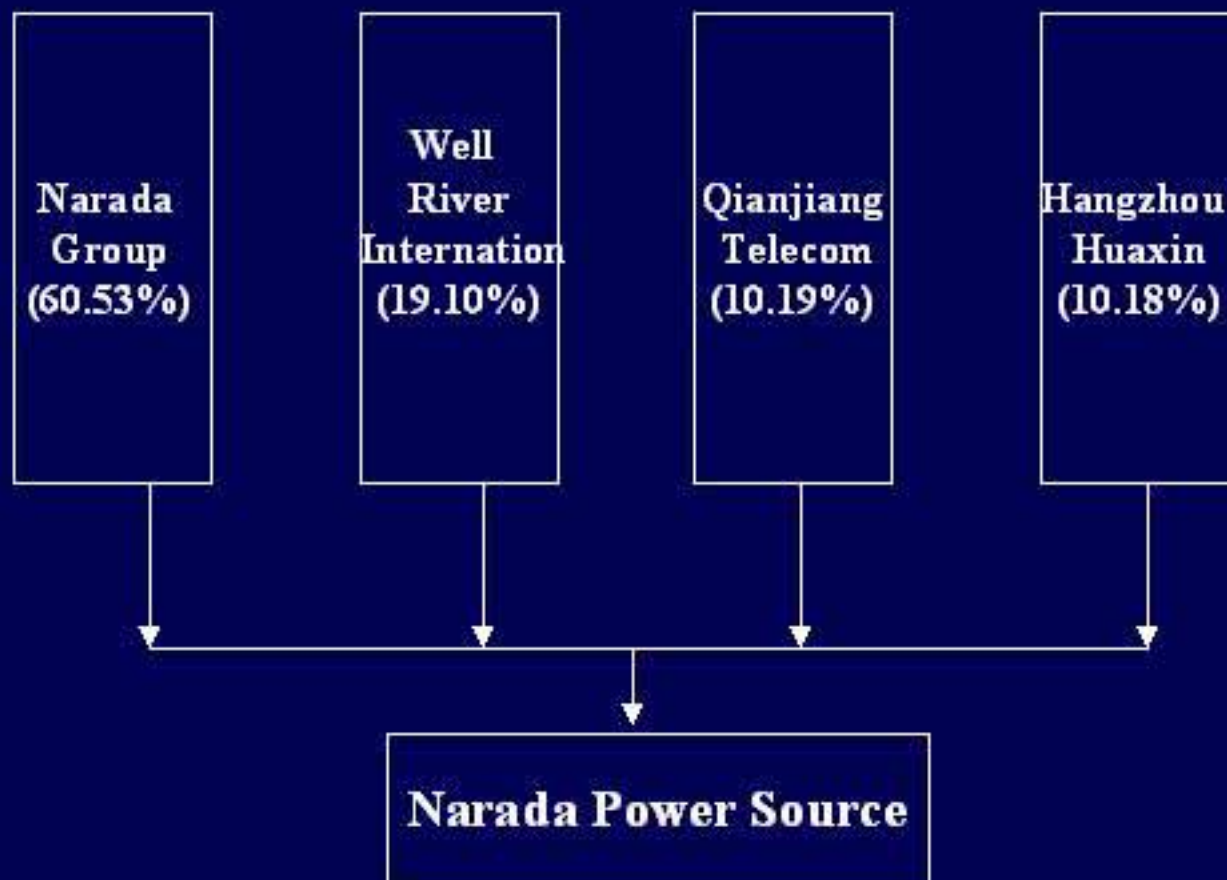 Narada
Group
(60.53%)
Well
River
Internation
(19.10%)
Qianjiang
Telecom
(10.19%)
Hangzhou
Huaxin
(10.18%)
Narada Power Source